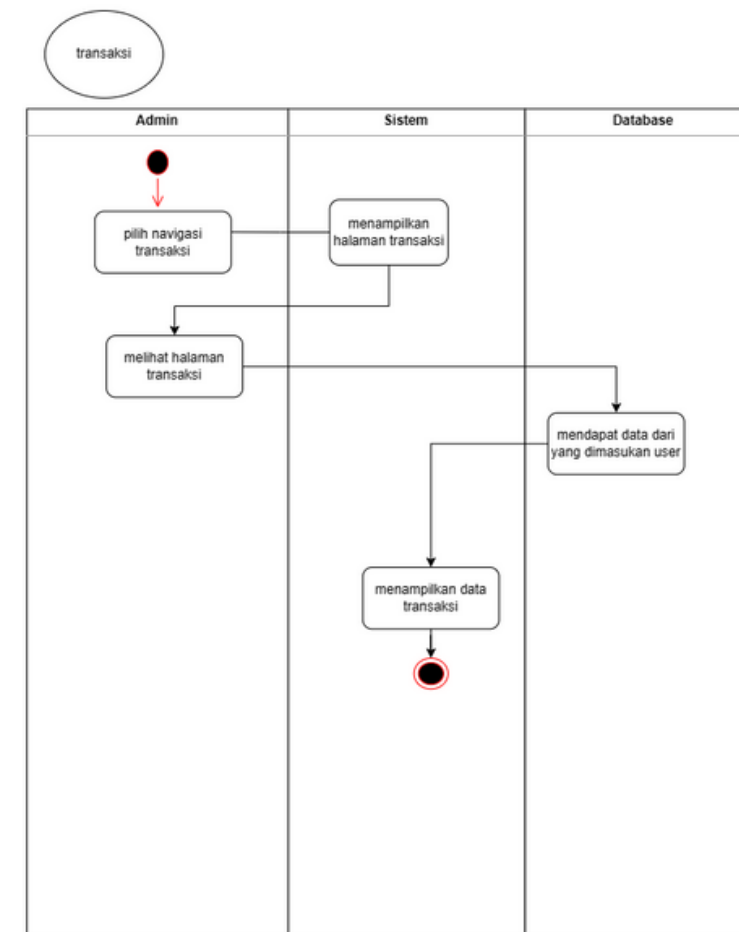 transaksi
Admin
Sistem
Database
pilih navigasi
transaksi
menampilkan
halaman transaksi
melihat halaman
transaksi
mendapat data dari
yang dimasukan user
menampilkan data
transaksi